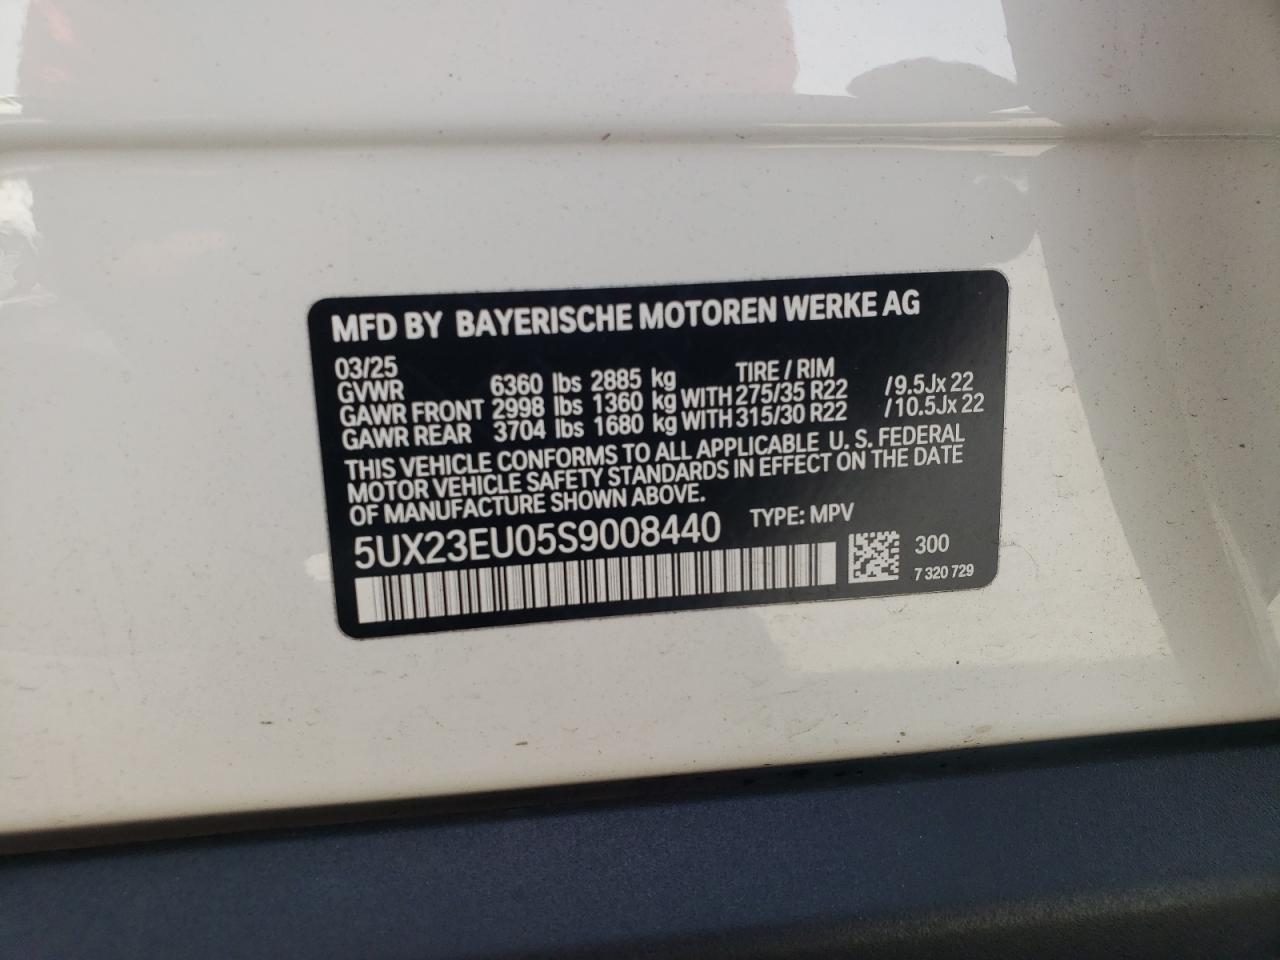 MFD BY BAYERISCHE MOTOREN WERKE AG
03/25 TIRE / RIM
GVWR 6360 lbs 2885 kg
GAWR FRONT 2998 lbs 1360 kg WITH 275/35 R22 /9.5Jx 22
GAWR REAR 3704 lbs 1680 kg WITH 315/30 R22 /10.5Jx 22
THIS VEHICLE CONFORMS TO ALL APPLICABLE U. S. FEDERAL
MOTOR VEHICLE SAFETY STANDARDS IN EFFECT ON THE DATE
OF MANUFACTURE SHOWN ABOVE.
5UX23EU05S9008440 TYPE: MPV
300
7 320 729